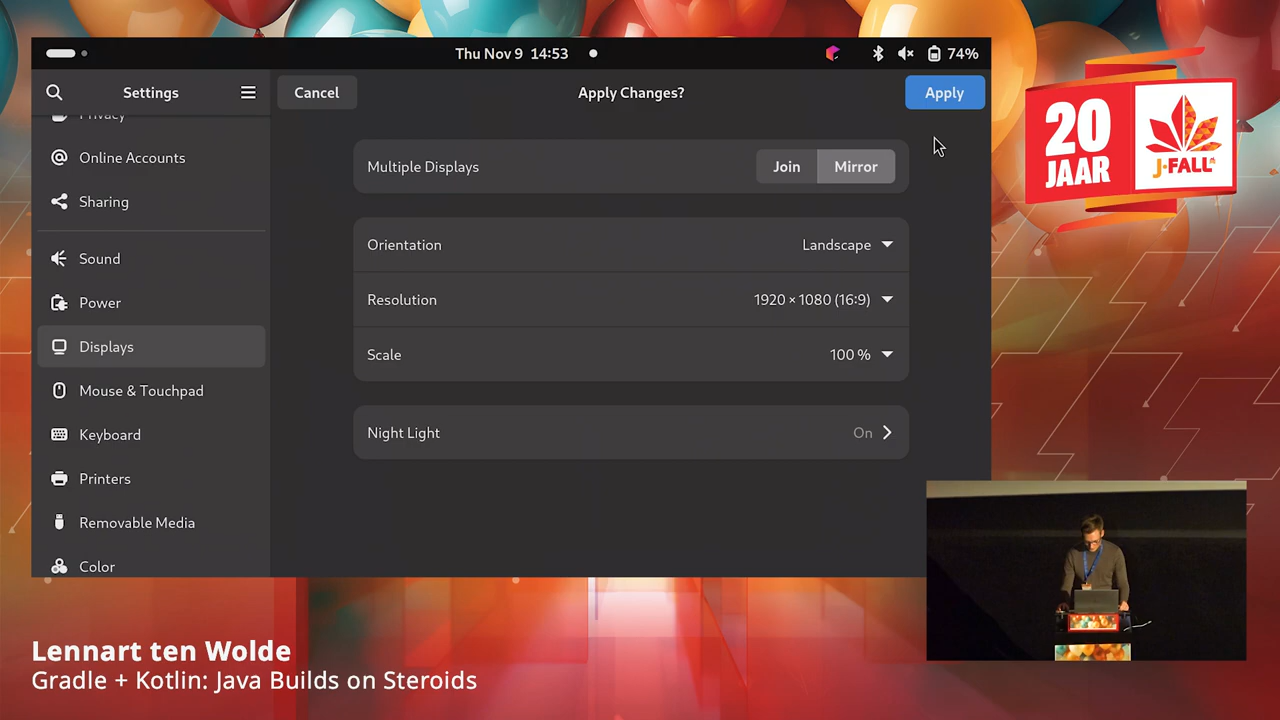 Thu Nov 9 14:53
74%
Settings
Cancel
Apply Changes?
Apply
Privacy
Online Accounts
Sharing
Sound
Power
Displays
Mouse & Touchpad
Keyboard
Printers
Removable Media
Color
Multiple Displays
Join
Mirror
Orientation
Landscape
Resolution
1920 × 1080 (16:9)
Scale
100 %
Night Light
On
20
JAAR
J-FALL
Lennart ten Wolde
Gradle + Kotlin: Java Builds on Steroids